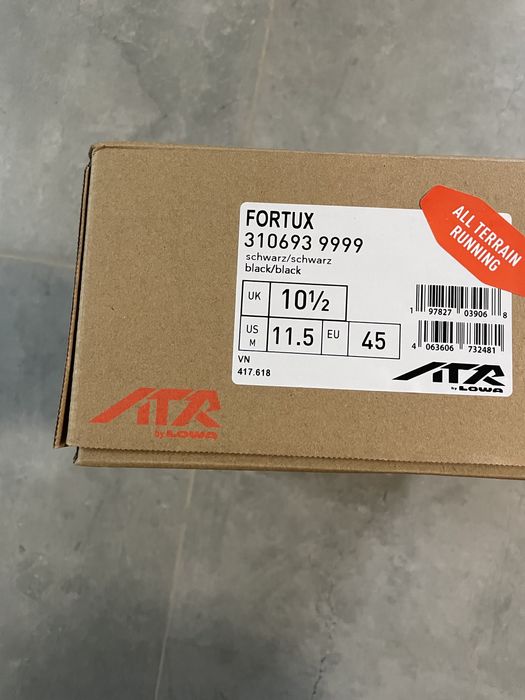 FORTUX
310693 9999
schwarz/schwarz
black/black
UK 10½
US M 11.5 EU 45
VN
417.618
1 97827 03906 8
4 063606 732481
ATR
by LOWA
ALL TERRAIN
RUNNING
ATR
by LOWA